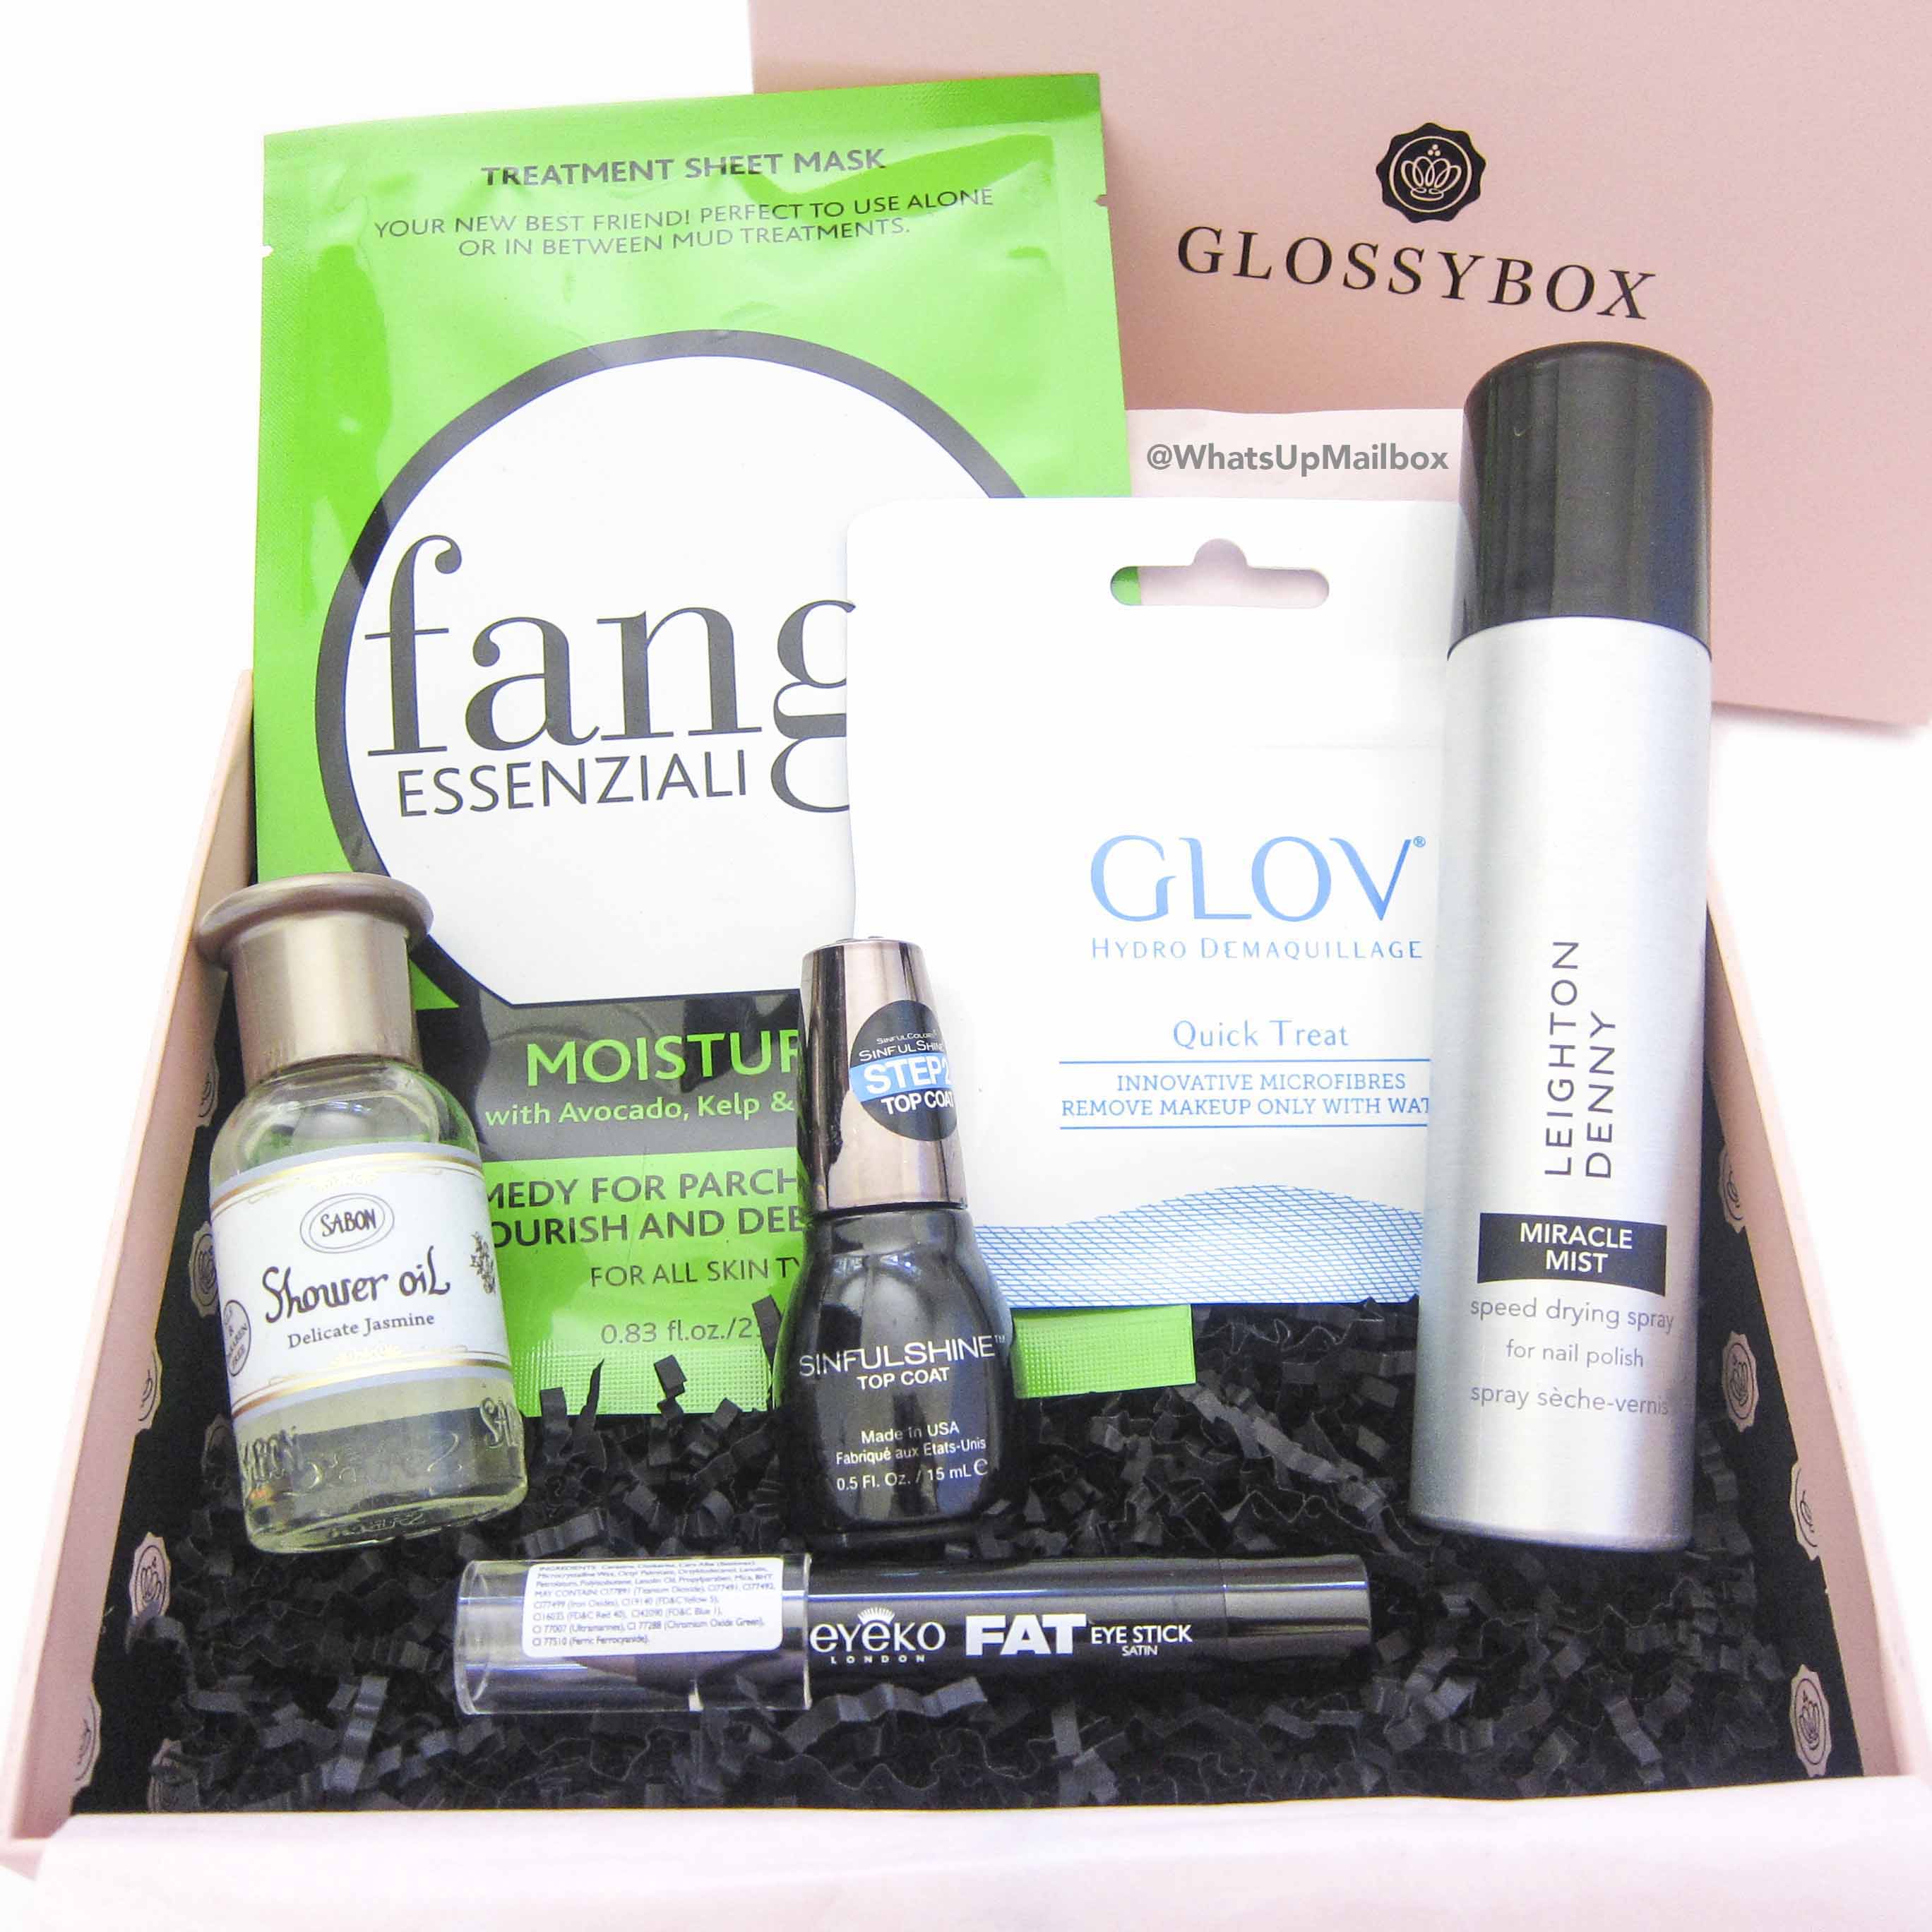 TREATMENT SHEET MASK
YOUR NEW BEST FRIEND! PERFECT TO USE ALONE
OR IN BETWEEN MUD TREATMENTS.
GLOSSYBOX
@WhatsUpMailbox
fang
ESSENZIALI
MOISTUR
with Avocado, Kelp &
MEDY FOR PARCH
OURISH AND DEE
FOR ALL SKIN TY
0.83 fl.oz./2
GLOV®
HYDRO DEMAQUILLAGE
Quick Treat
INNOVATIVE MICROFIBRES
REMOVE MAKEUP ONLY WITH WAT
LEIGHTON
DENNY
MIRACLE
MIST
speed drying spray
for nail polish
spray sèche-vernis
SABON
Shower oil
Delicate Jasmine
SABON
SINFULCOLORS
SINFULSHINE
STEP 2
TOP COAT
SINFULSHINE™
TOP COAT
Made in USA
Fabriqué aux Etats-Unis
0.5 Fl. Oz. / 15 mL ℮
eyeko
LONDON
FAT EYE STICK
SATIN